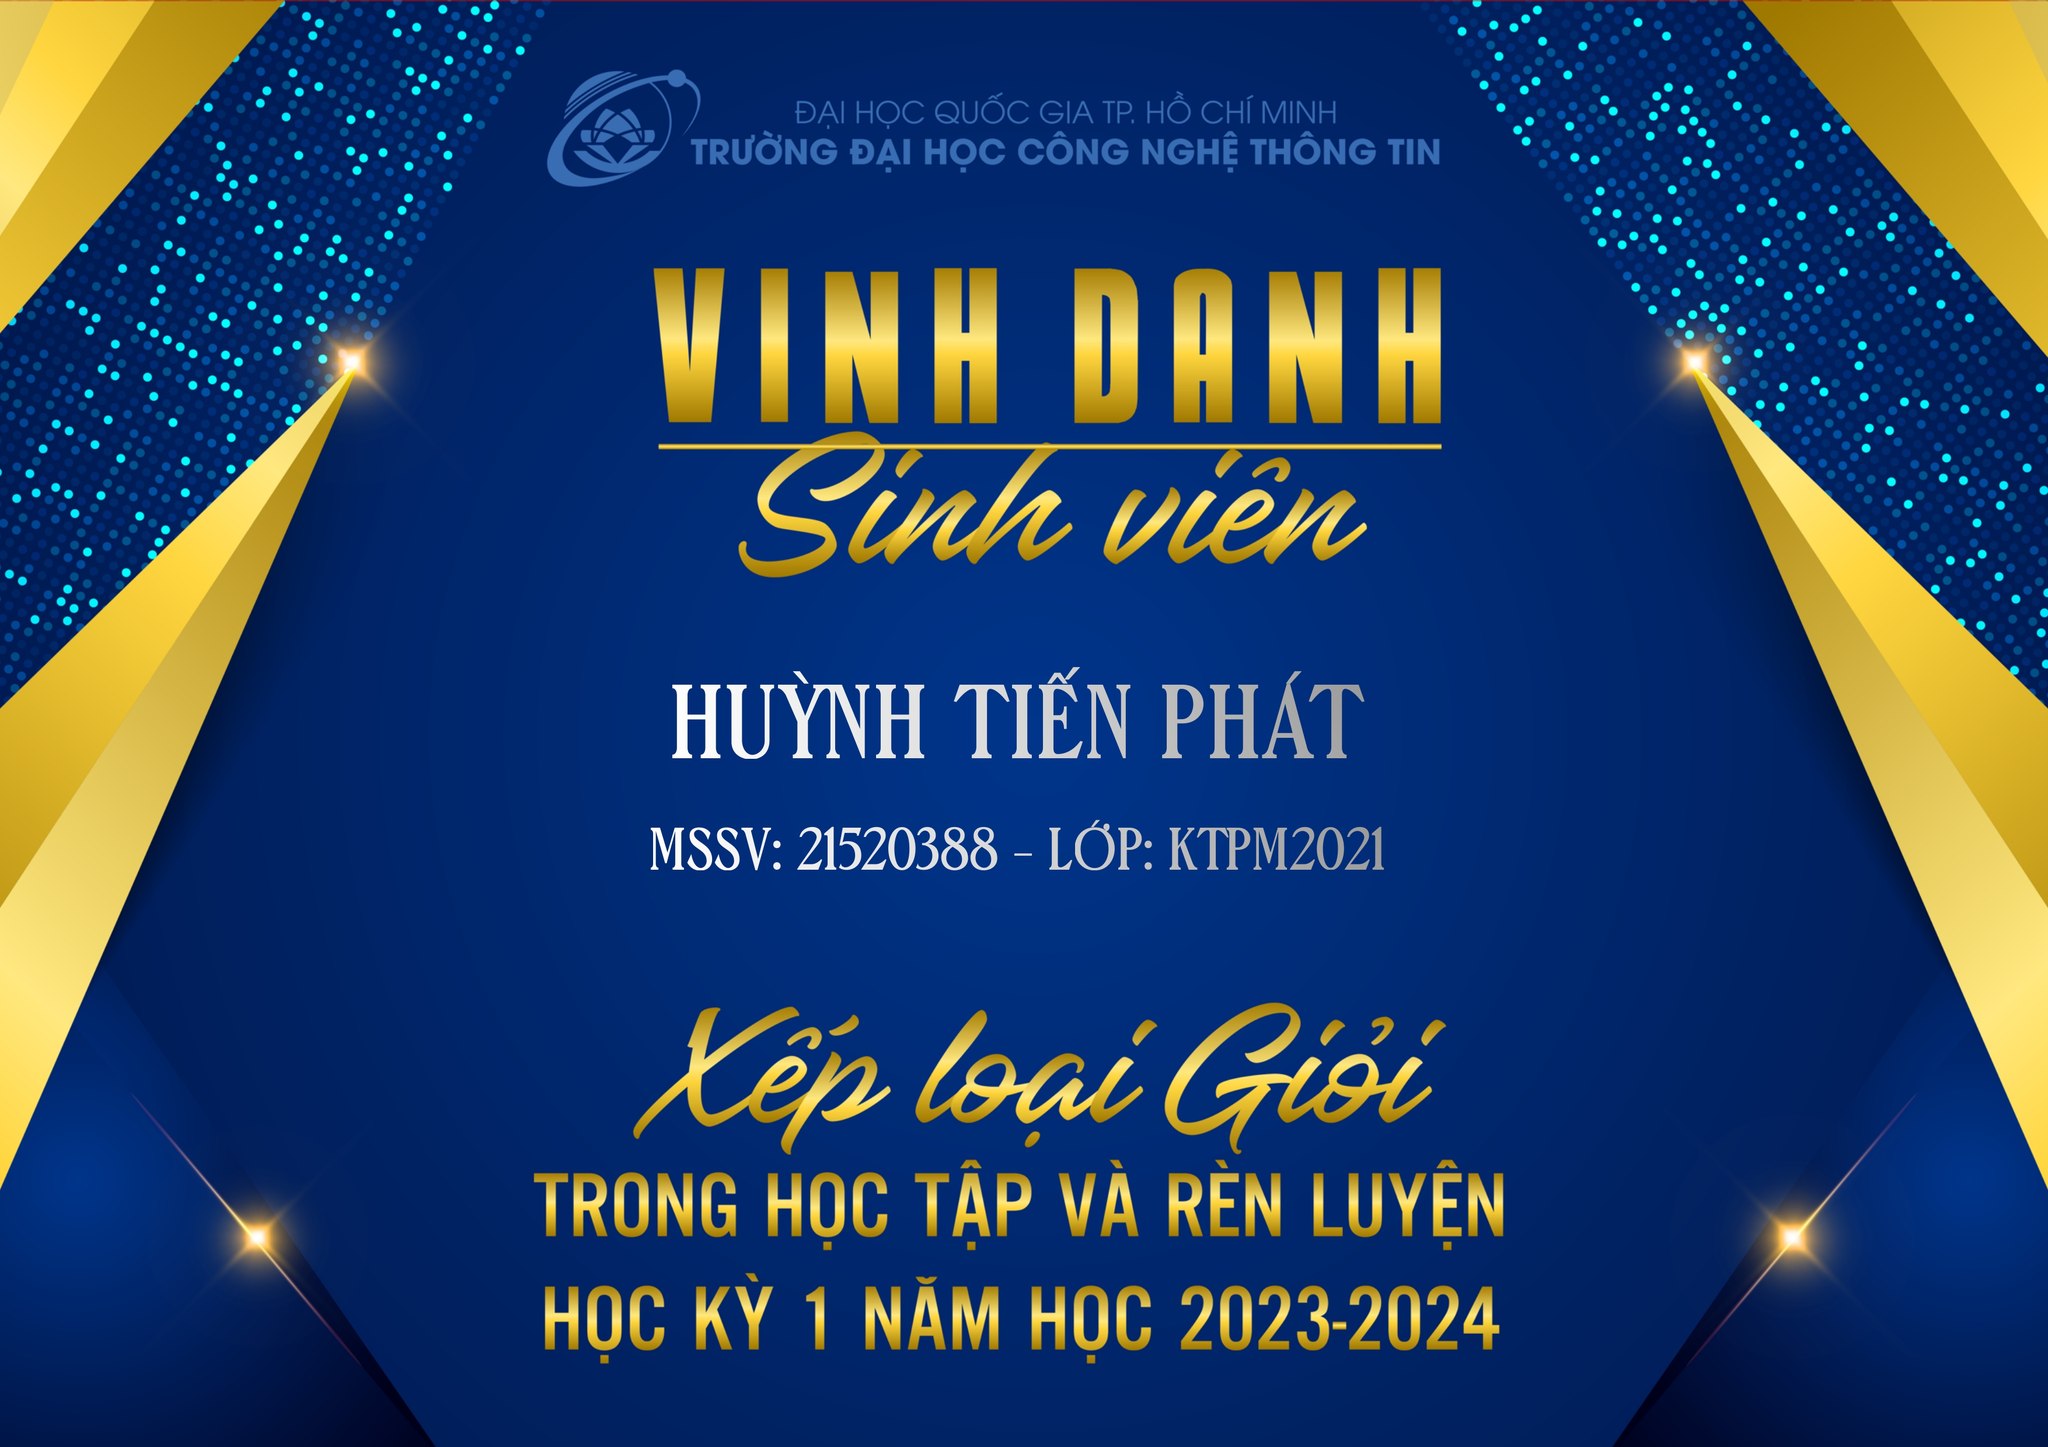 ĐẠI HỌC QUỐC GIA TP. HỒ CHÍ MINH
TRƯỜNG ĐẠI HỌC CÔNG NGHỆ THÔNG TIN
VINH DANH
Sinh viên
HUỲNH TIẾN PHÁT
MSSV: 21520388 - LỚP: KTPM2021
Xếp loại Giỏi
TRONG HỌC TẬP VÀ RÈN LUYỆN
HỌC KỲ 1 NĂM HỌC 2023-2024